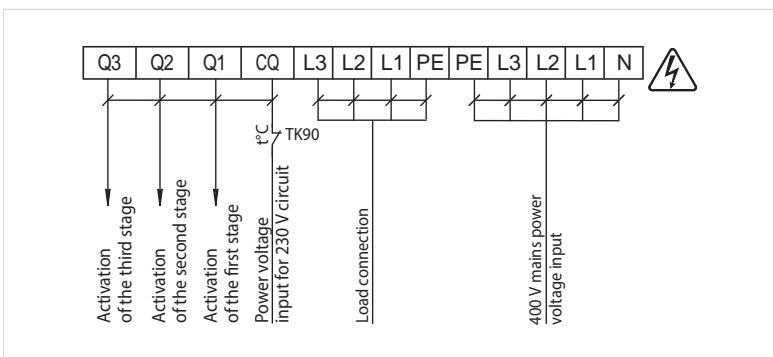 Q3 Q2 Q1 CQ L3 L2 L1 PE PE L3 L2 L1 N
t°C
TK90
Activation
of the third stage
Activation
of the second stage
Activation
of the first stage
Power voltage
input for 230 V circuit
Load connection
400 V mains power
voltage input